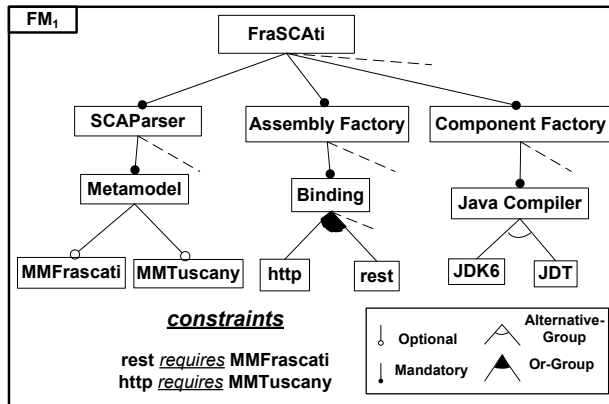 FM1
FraSCAti
SCAParser
Assembly Factory
Component Factory
Metamodel
Binding
Java Compiler
MMFrascati
MMTuscany
http
rest
JDK6
JDT
constraints
rest requires MMFrascati
http requires MMTuscany
Optional
Mandatory
Alternative-
Group
Or-Group